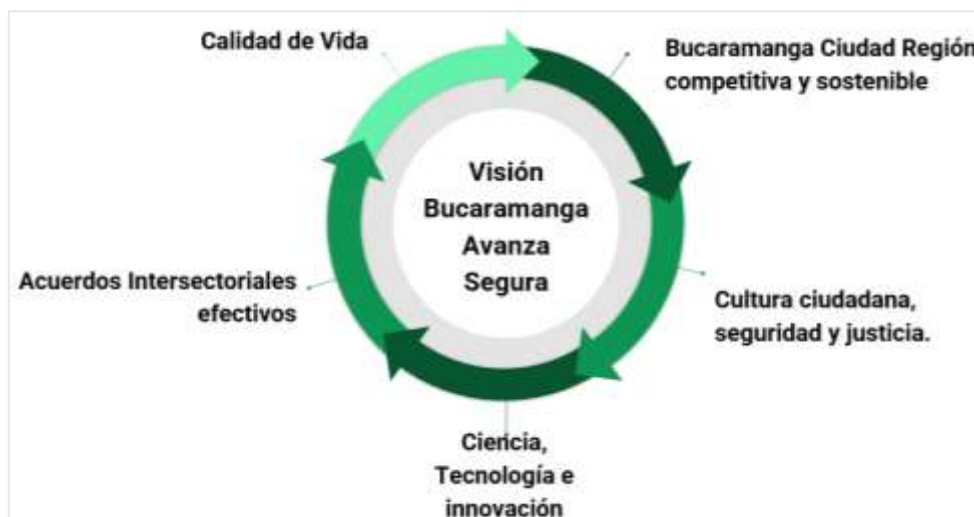 Calidad de Vida
Bucaramanga Ciudad Región
competitiva y sostenible
Visión
Bucaramanga
Avanza
Segura
Acuerdos Intersectoriales
efectivos
Cultura ciudadana,
seguridad y justicia.
Ciencia,
Tecnología e
innovación